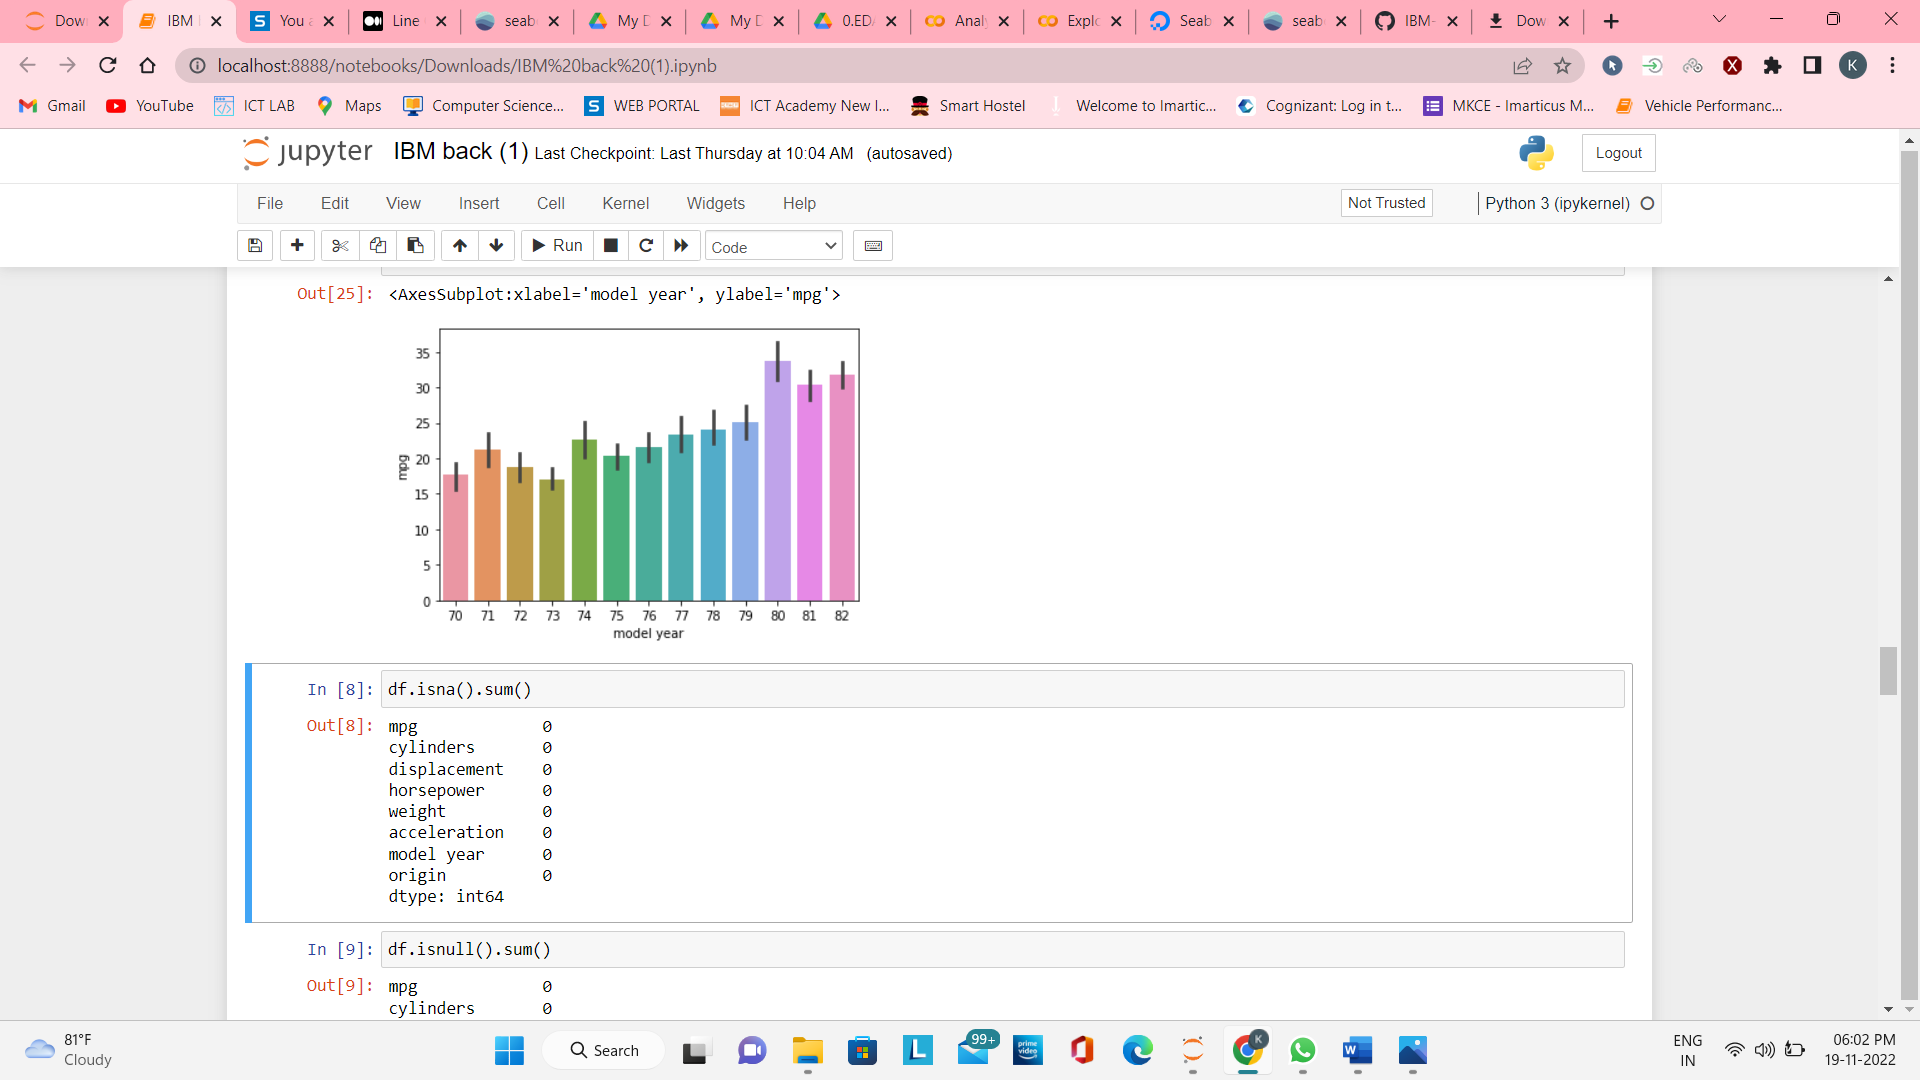 Dow
IBM
You a
Line
seab
My D
My D
0.ED
Analy
Explo
Seab
seab
IBM-
Dow
localhost:8888/notebooks/Downloads/IBM%20back%20(1).ipynb
K
Gmail
YouTube
ICT LAB
Maps
Computer Science...
WEB PORTAL
ICT Academy New I...
Smart Hostel
Welcome to Imartic...
Cognizant: Log in t...
MKCE - Imarticus M...
Vehicle Performanc...
jupyter IBM back (1) Last Checkpoint: Last Thursday at 10:04 AM (autosaved)
Logout
File Edit View Insert Cell Kernel Widgets Help
Not Trusted
Python 3 (ipykernel)
Run
Code
Out[25]: <AxesSubplot:xlabel='model year', ylabel='mpg'>
35
30
25
20
15
10
5
0
mpg
70 71 72 73 74 75 76 77 78 79 80 81 82
model year
In [8]: df.isna().sum()
Out[8]: mpg 0
cylinders 0
displacement 0
horsepower 0
weight 0
acceleration 0
model year 0
origin 0
dtype: int64
In [9]: df.isnull().sum()
Out[9]: mpg 0
cylinders 0
81°F
Cloudy
Search
99+
prime video
K
ENG
IN
06:02 PM
19-11-2022